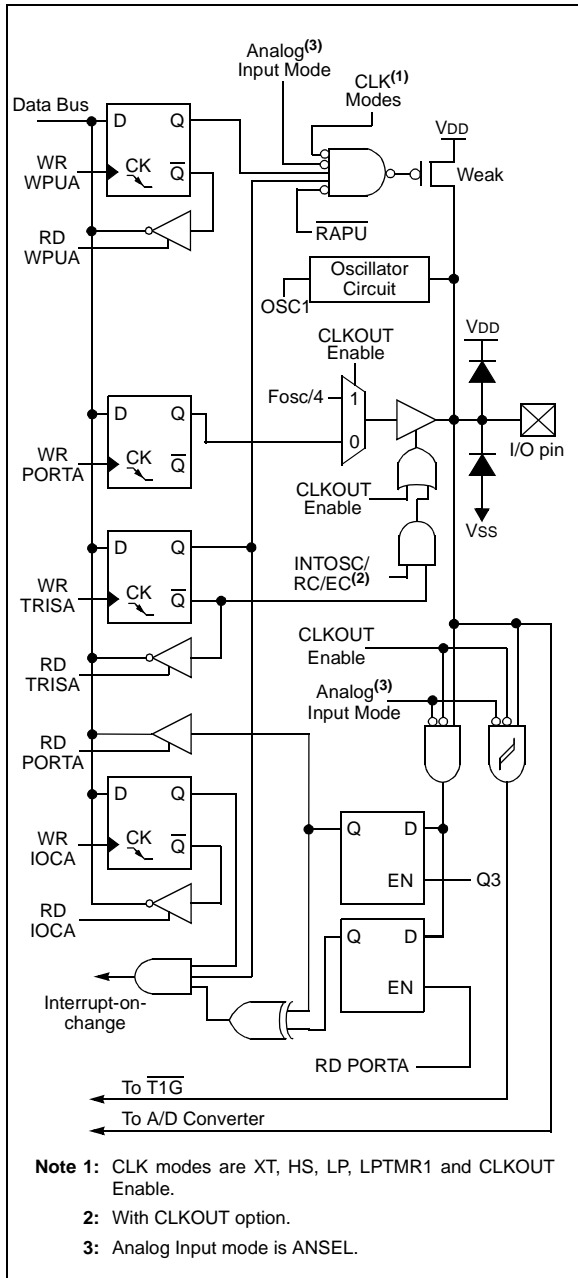 Analog(3)
Input Mode
CLK(1)
Modes
Data Bus
D Q
VDD
WR
WPUA
CK Q
Weak
RD
WPUA
RAPU
Oscillator
Circuit
OSC1
CLKOUT
Enable
VDD
Fosc/4
1
D Q
0
I/O pin
WR
PORTA
CK Q
CLKOUT
Enable
Vss
D Q
INTOSC/
RC/EC(2)
WR
TRISA
CK Q
CLKOUT
Enable
RD
TRISA
Analog(3)
Input Mode
RD
PORTA
D Q
Q D
WR
IOCA
CK Q
EN
Q3
RD
IOCA
Q D
EN
Interrupt-on-
change
RD PORTA
To T1G
To A/D Converter
Note 1: CLK modes are XT, HS, LP, LPTMR1 and CLKOUT
Enable.
2: With CLKOUT option.
3: Analog Input mode is ANSEL.